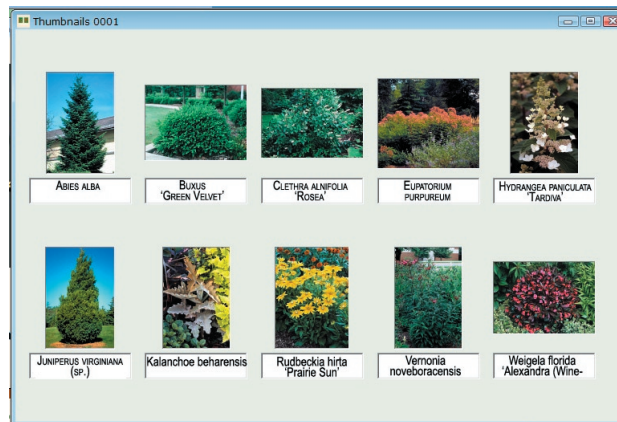 Thumbnails 0001
ABIES ALBA
BUXUS
'GREEN VELVET'
CLETHRA ALNIFOLIA
'ROSEA'
EUPATORIUM
PURPUREUM
HYDRANGEA PANICULATA
'TARDIVA'
JUNIPERUS VIRGINIANA
(SP.)
Kalanchoe beharensis
Rudbeckia hirta
'Prairie Sun'
Vernonia
noveboracensis
Weigela florida
'Alexandra (Wine-